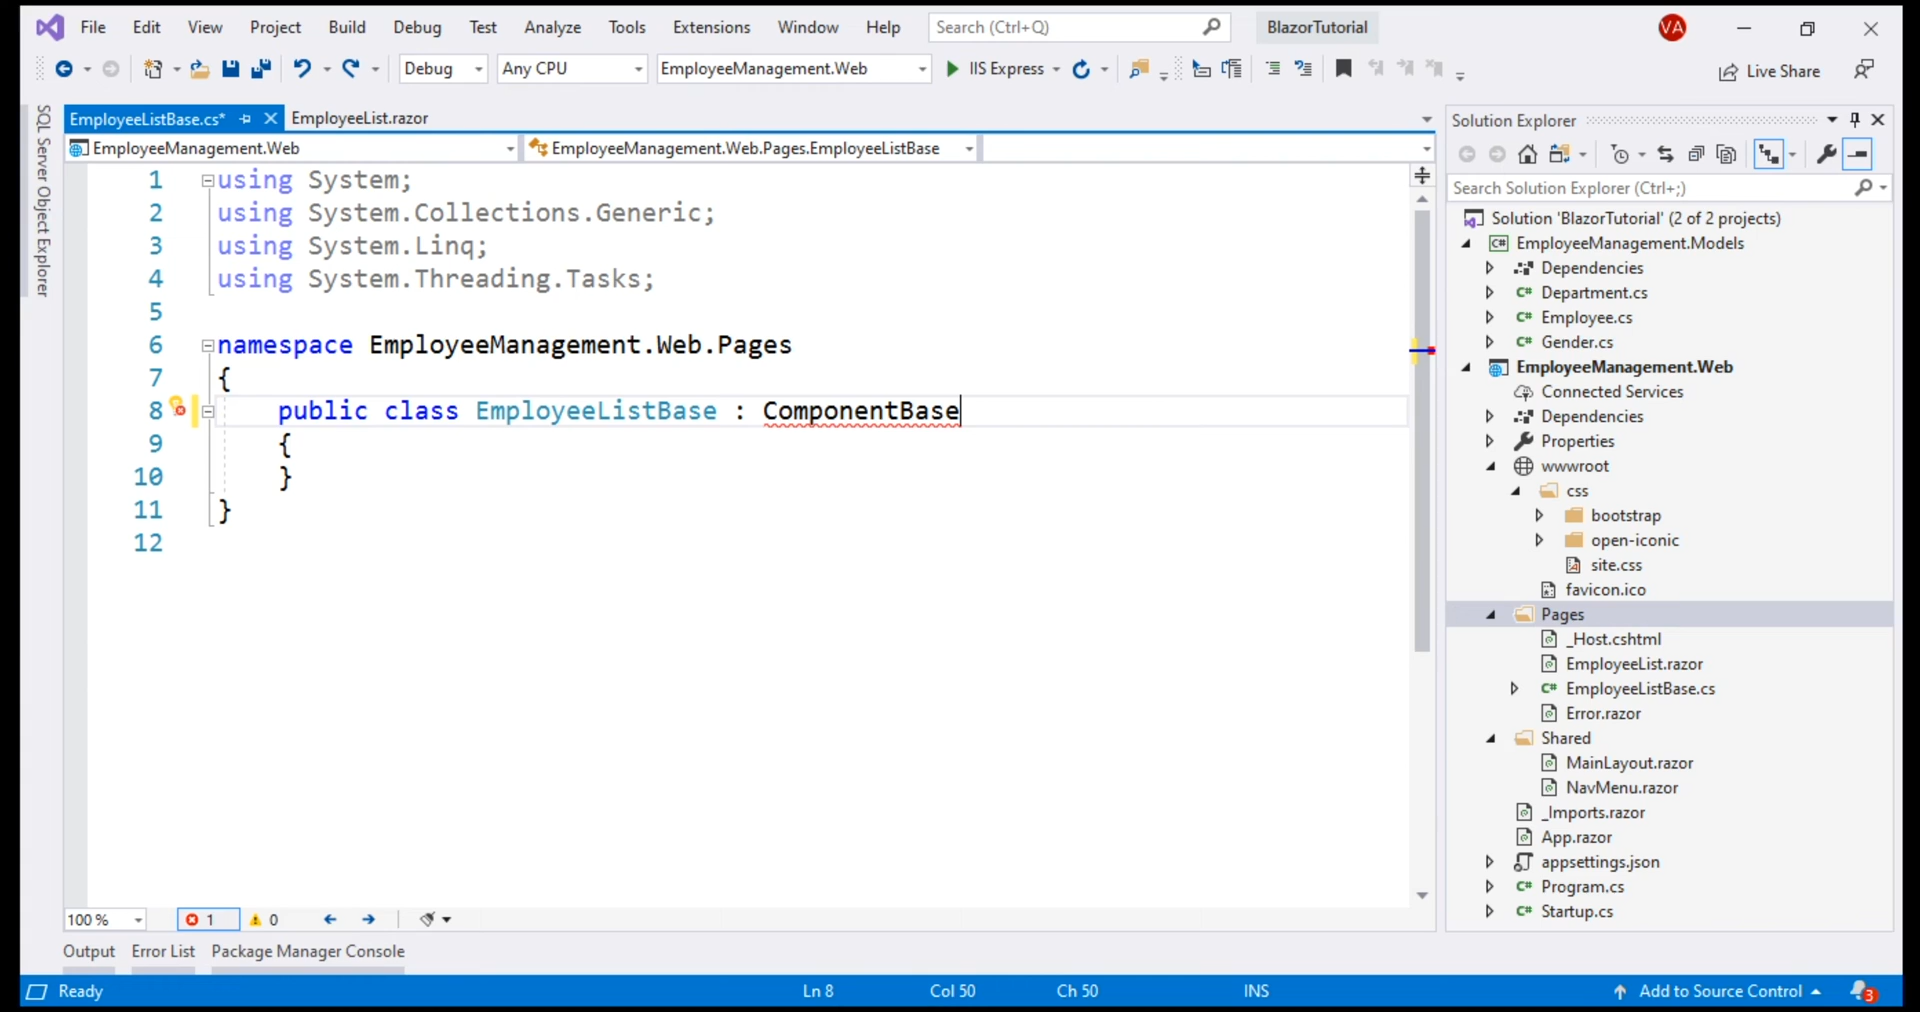 File Edit View Project Build Debug Test Analyze Tools Extensions Window Help Search (Ctrl+Q) BlazorTutorial VA
Debug Any CPU EmployeeManagement.Web IIS Express Live Share
SQL Server Object Explorer
EmployeeListBase.cs* EmployeeList.razor
EmployeeManagement.Web EmployeeManagement.Web.Pages.EmployeeListBase
1 using System;
2 using System.Collections.Generic;
3 using System.Linq;
4 using System.Threading.Tasks;
5
6 namespace EmployeeManagement.Web.Pages
7 {
8 public class EmployeeListBase : ComponentBase
9 {
10 }
11 }
12
100 % 1 0
Output Error List Package Manager Console
Solution Explorer
Search Solution Explorer (Ctrl+;)
Solution 'BlazorTutorial' (2 of 2 projects)
C# EmployeeManagement.Models
Dependencies
C# Department.cs
C# Employee.cs
C# Gender.cs
EmployeeManagement.Web
Connected Services
Dependencies
Properties
wwwroot
css
bootstrap
open-iconic
site.css
favicon.ico
Pages
_Host.cshtml
EmployeeList.razor
C# EmployeeListBase.cs
Error.razor
Shared
MainLayout.razor
NavMenu.razor
_Imports.razor
App.razor
appsettings.json
C# Program.cs
C# Startup.cs
Ready Ln 8 Col 50 Ch 50 INS Add to Source Control 3